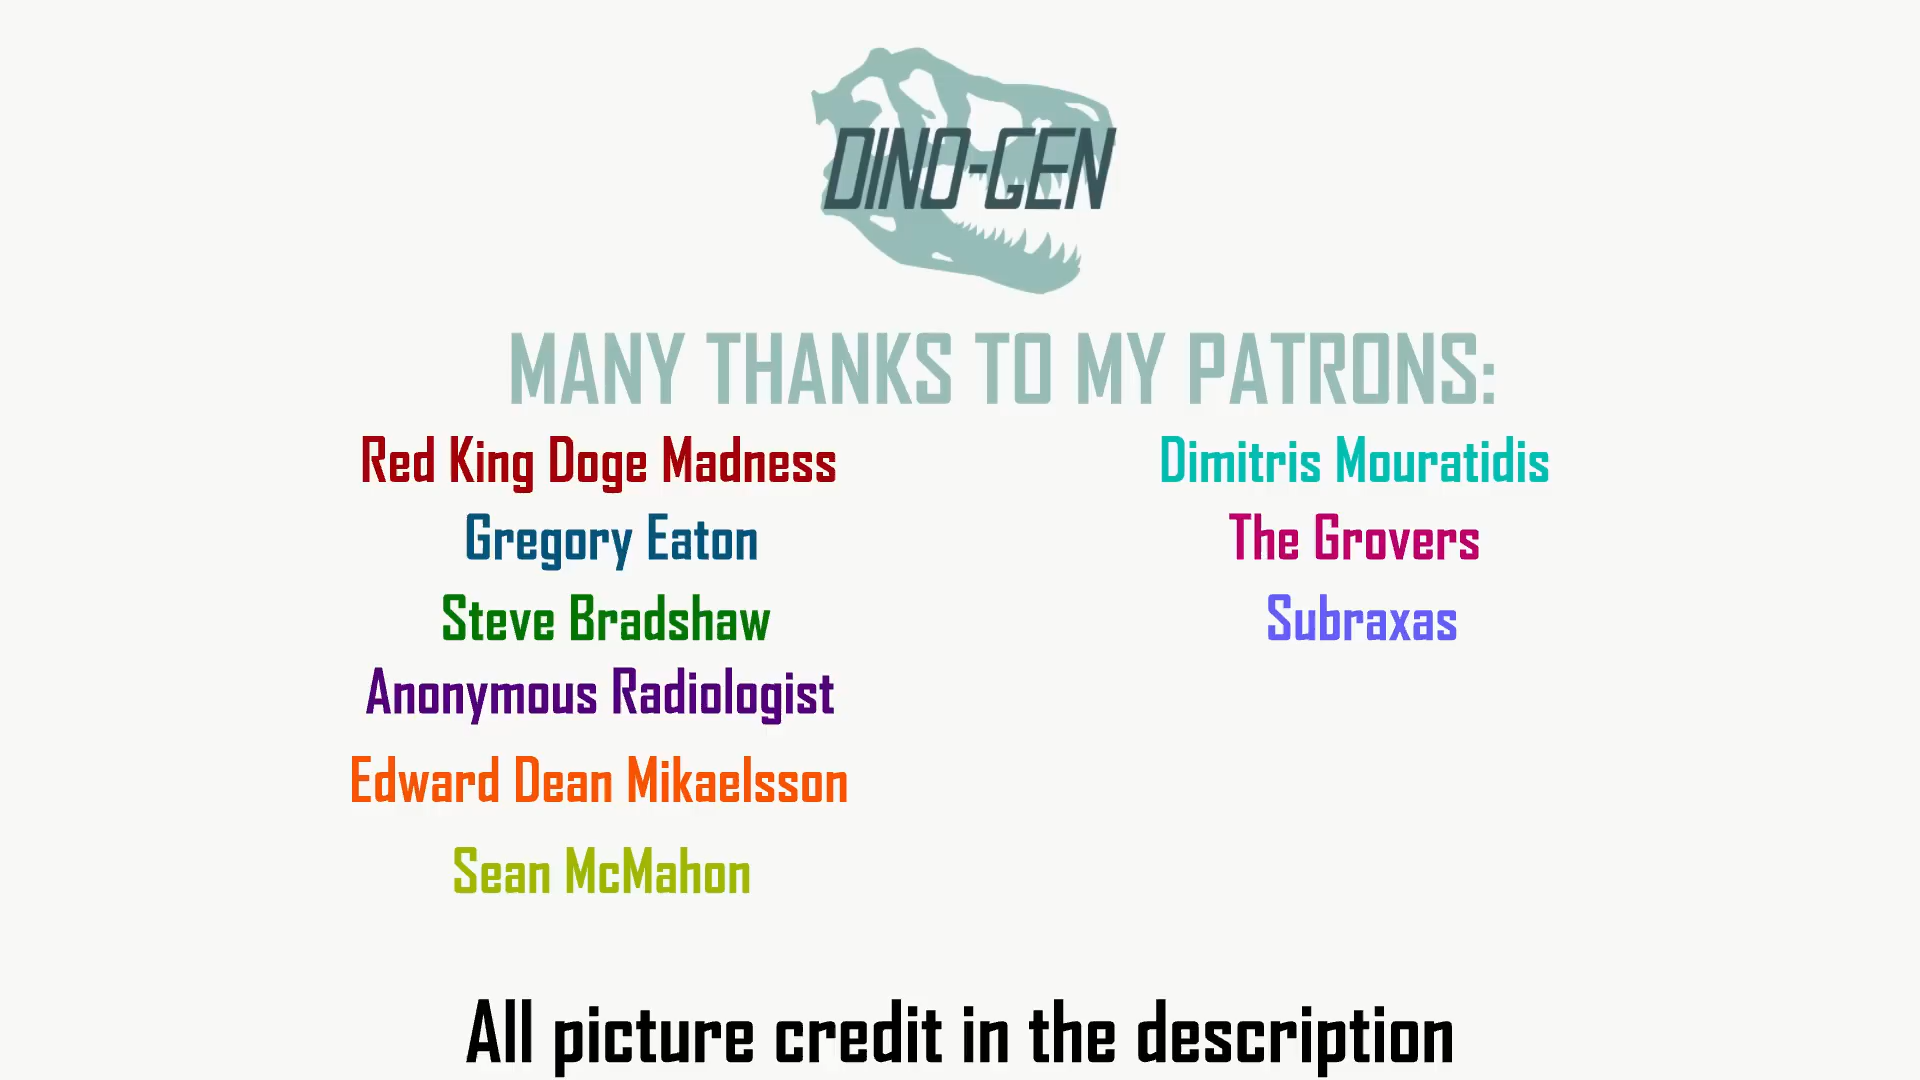 DINO-GEN
MANY THANKS TO MY PATRONS:
Red King Doge Madness
Gregory Eaton
Steve Bradshaw
Anonymous Radiologist
Edward Dean Mikaelsson
Sean McMahon
Dimitris Mouratidis
The Grovers
Subraxas
All picture credit in the description